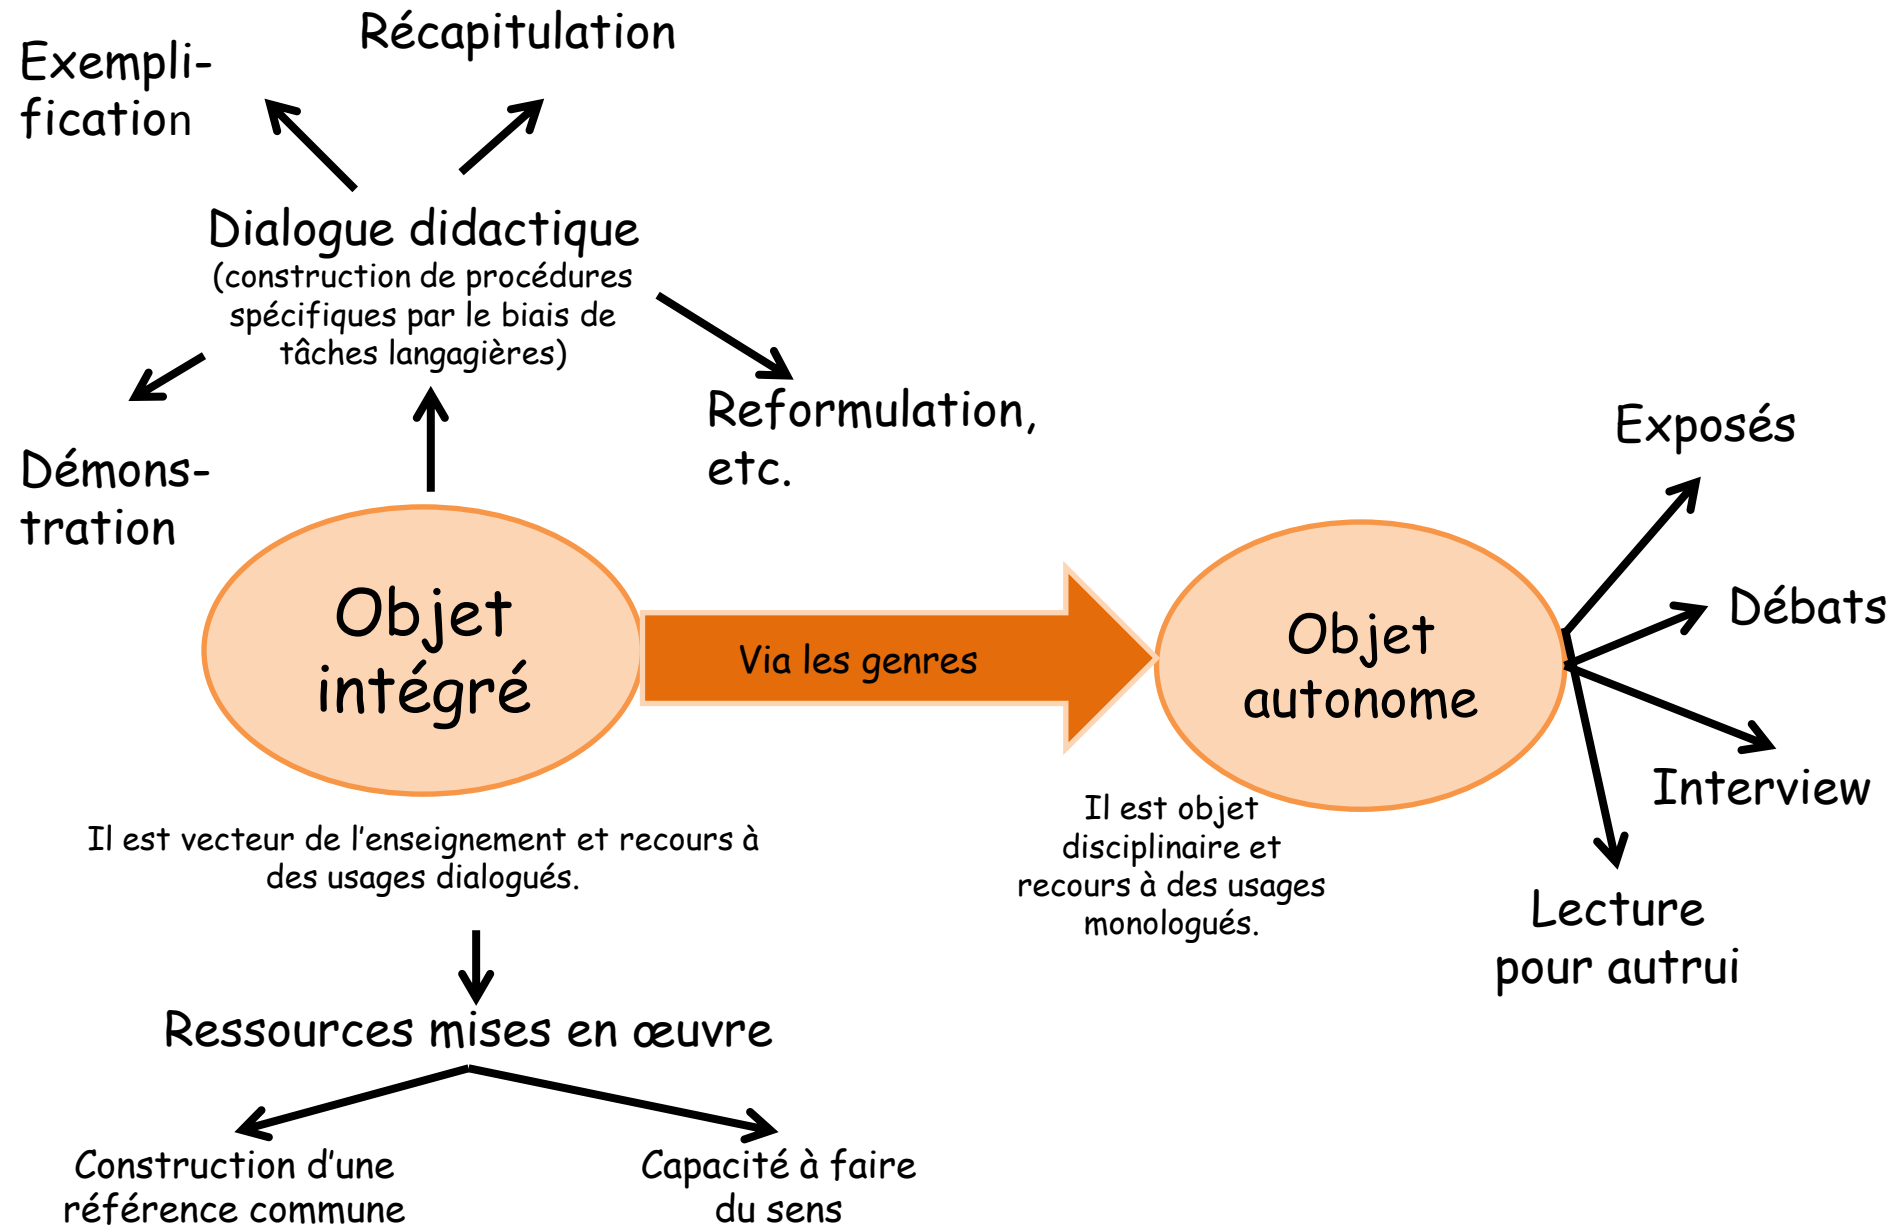 Récapitulation
Exempli-
fication
Dialogue didactique
(construction de procédures
spécifiques par le biais de
tâches langagières)
Reformulation,
etc.
Démons-
tration
Objet
intégré
Via les genres
Objet
autonome
Exposés
Débats
Interview
Lecture
pour autrui
Il est vecteur de l’enseignement et recours à
des usages dialogués.
Il est objet
disciplinaire et
recours à des usages
monologués.
Ressources mises en œuvre
Construction d’une
référence commune
Capacité à faire
du sens